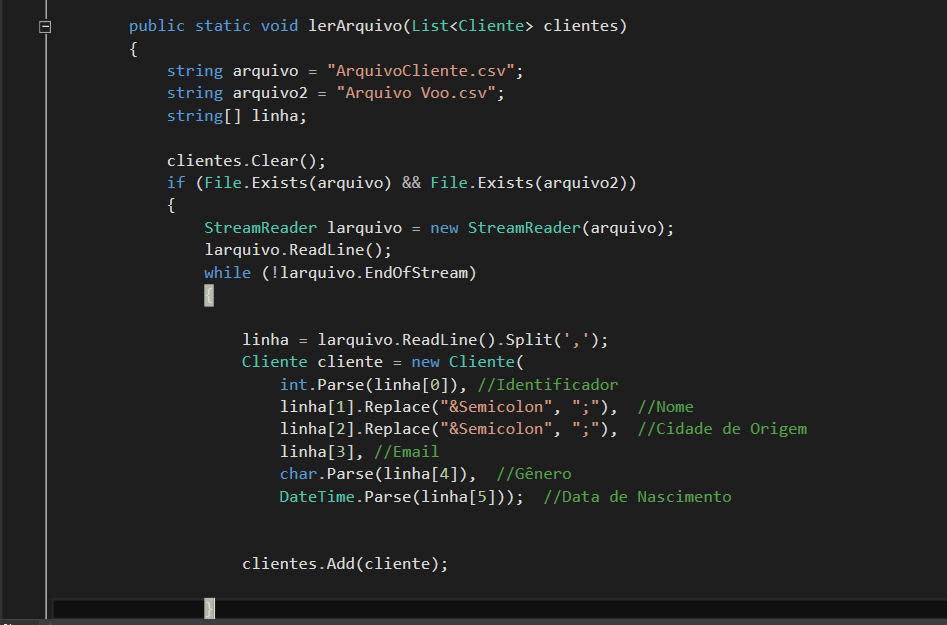 public static void lerArquivo(List<Cliente> clientes)
{
string arquivo = "ArquivoCliente.csv";
string arquivo2 = "Arquivo Voo.csv";
string[] linha;
clientes.Clear();
if (File.Exists(arquivo) && File.Exists(arquivo2))
{
StreamReader larquivo = new StreamReader(arquivo);
larquivo.ReadLine();
while (!larquivo.EndOfStream)
{
linha = larquivo.ReadLine().Split(',');
Cliente cliente = new Cliente(
int.Parse(linha[0]), //Identificador
linha[1].Replace("&Semicolon", ";"), //Nome
linha[2].Replace("&Semicolon", ";"), //Cidade de Origem
linha[3], //Email
char.Parse(linha[4]), //Gênero
DateTime.Parse(linha[5])); //Data de Nascimento
clientes.Add(cliente);
}